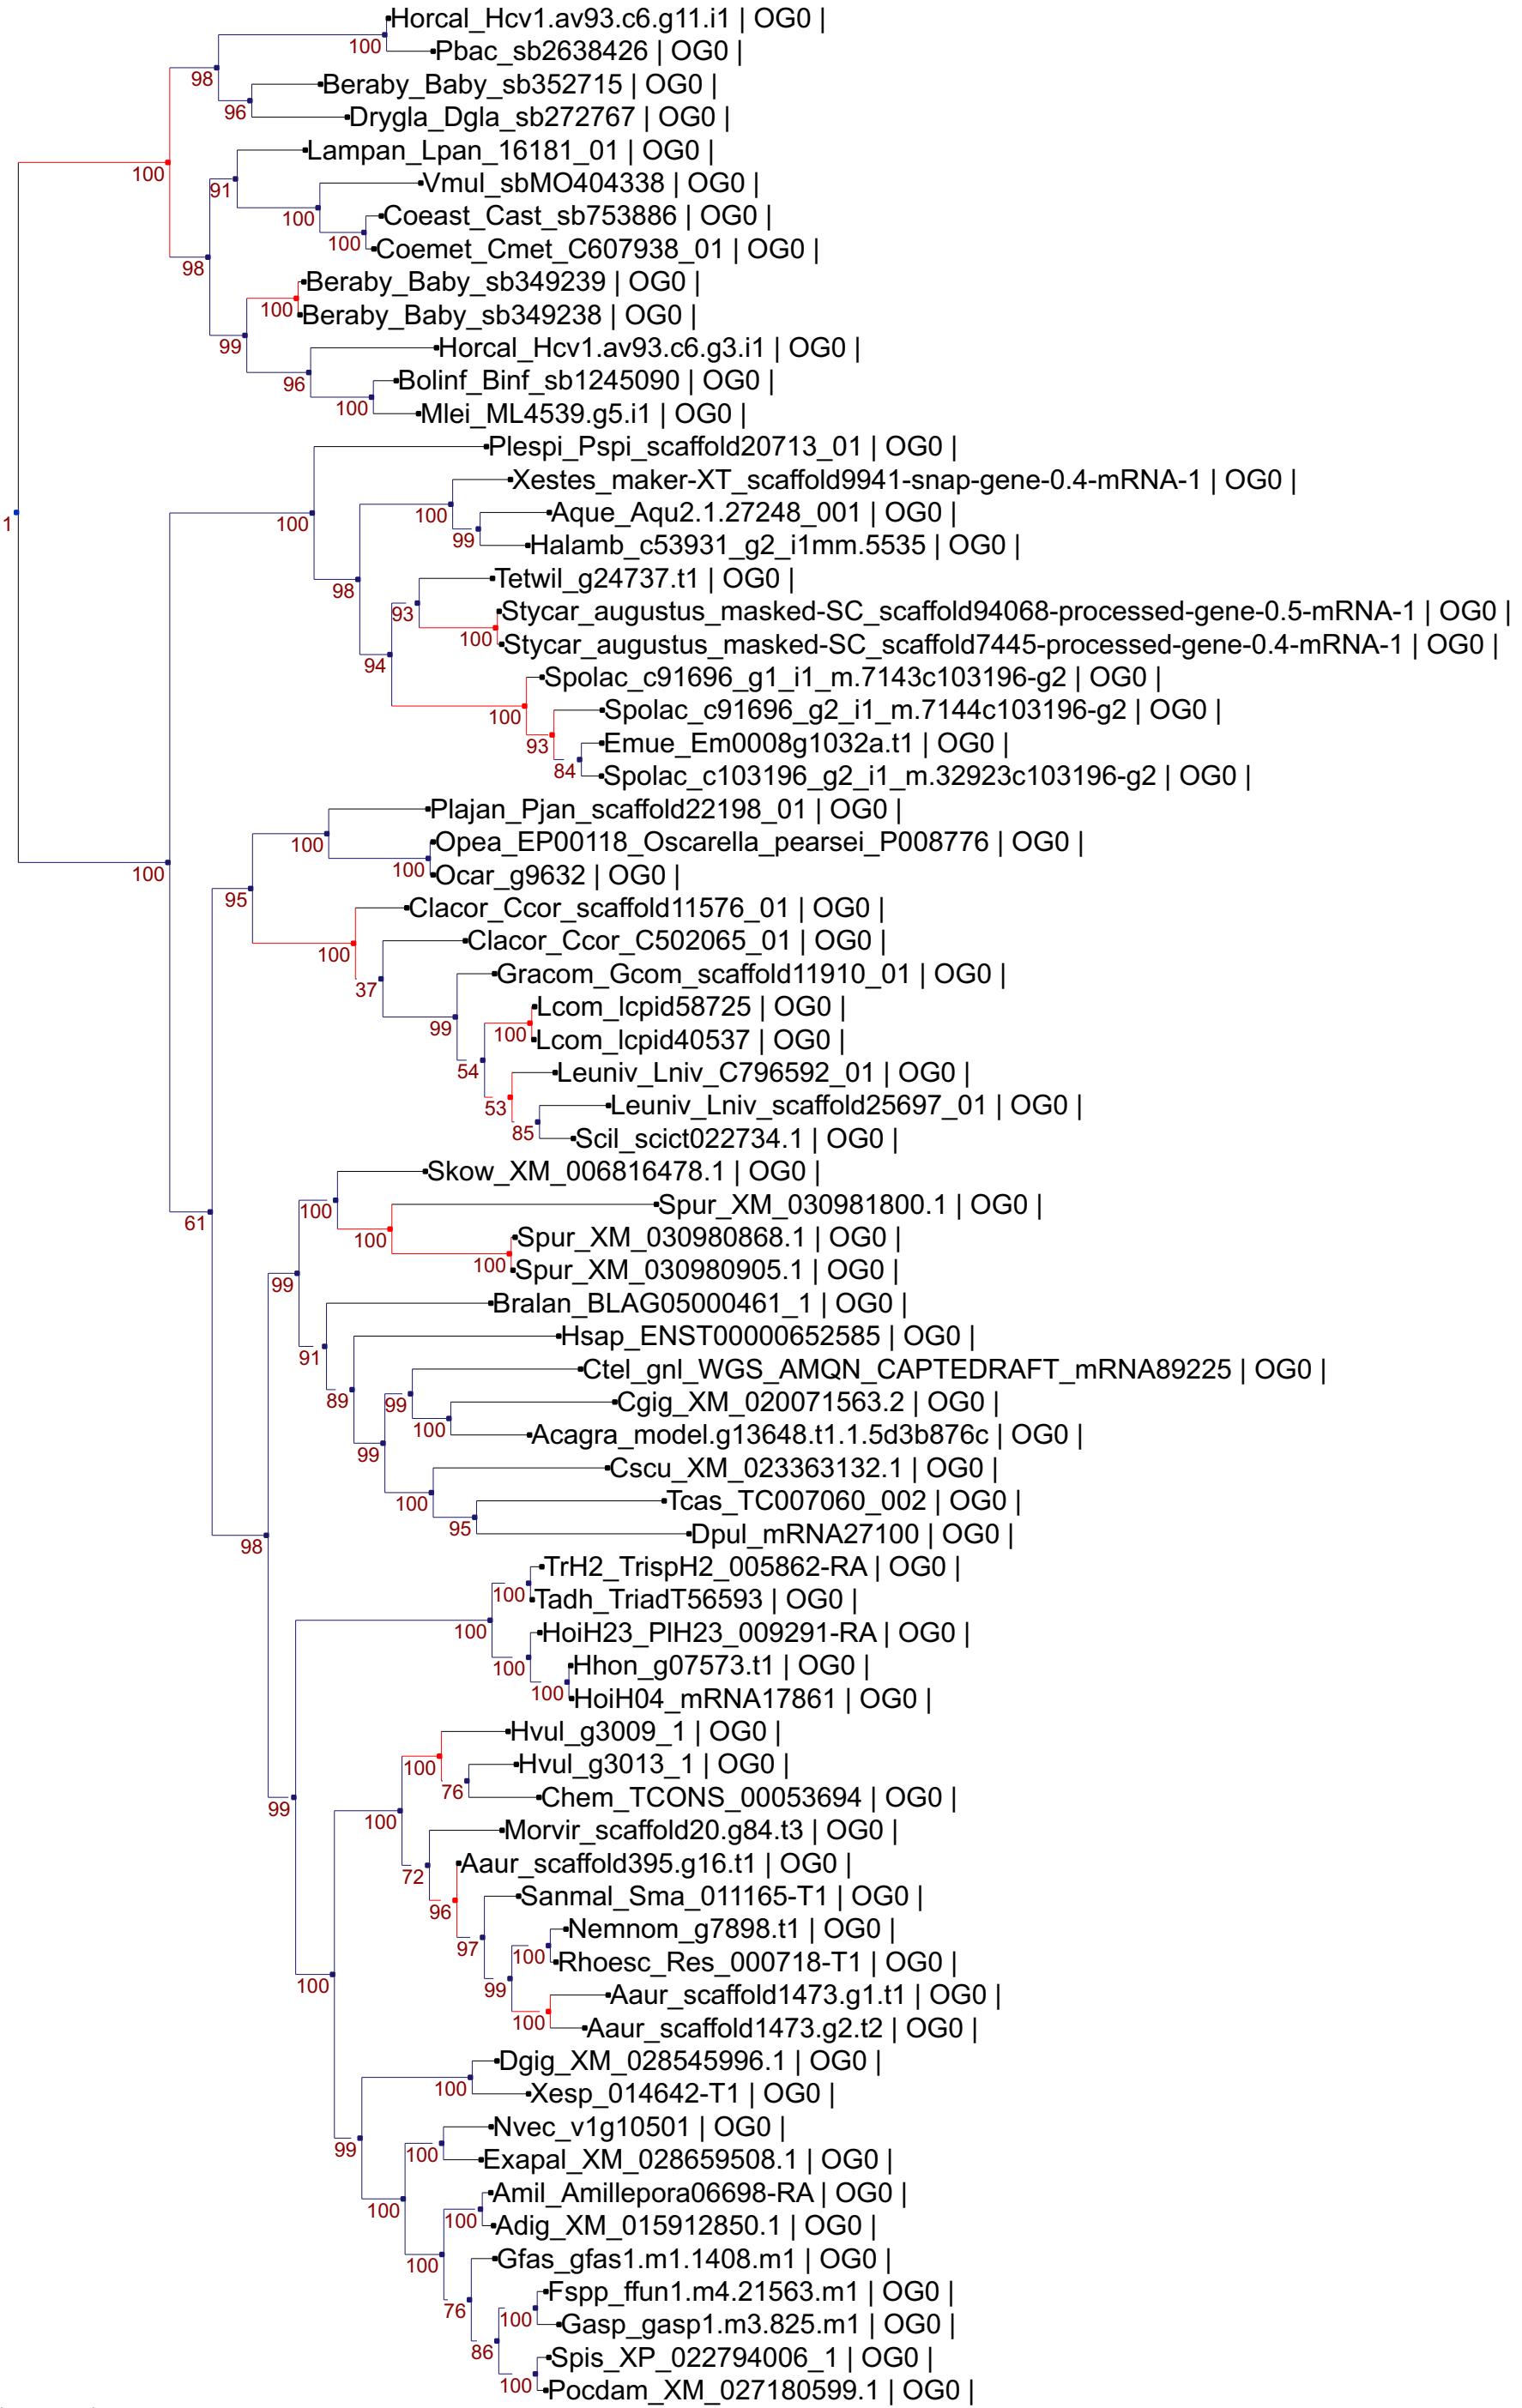 Horcal_Hcv1.av93.c6.g11.i1 | OG0 |
100
Pbac_sb2638426 | OG0 |
98
Beraby_Baby_sb352715 | OG0 |
96
Drygla_Dgla_sb272767 | OG0 |
Lampan_Lpan_16181_01 | OG0 |
100
91
Vmul_sbMO404338 | OG0 |
100
Coeast_Cast_sb753886 | OG0 |
100
Coemet_Cmet_C607938_01 | OG0 |
98
Beraby_Baby_sb349239 | OG0 |
100
Beraby_Baby_sb349238 | OG0 |
99
Horcal_Hcv1.av93.c6.g3.i1 | OG0 |
96
Bolinf_Binf_sb1245090 | OG0 |
100
Mlei_ML4539.g5.i1 | OG0 |
Plespi_Pspi_scaffold20713_01 | OG0 |
Xestes_maker-XT_scaffold9941-snap-gene-0.4-mRNA-1 | OG0 |
1
100
100
Aque_Aqu2.1.27248_001 | OG0 |
99
Halamb_c53931_g2_i1mm.5535 | OG0 |
98
Tetwil_g24737.t1 | OG0 |
93
Stycar_augustus_masked-SC_scaffold94068-processed-gene-0.5-mRNA-1 | OG0 |
100
Stycar_augustus_masked-SC_scaffold7445-processed-gene-0.4-mRNA-1 | OG0 |
94
Spolac_c91696_g1_i1_m.7143c103196-g2 | OG0 |
100
Spolac_c91696_g2_i1_m.7144c103196-g2 | OG0 |
93
Emue_Em0008g1032a.t1 | OG0 |
84
Spolac_c103196_g2_i1_m.32923c103196-g2 | OG0 |
Plajan_Pjan_scaffold22198_01 | OG0 |
100
Opea_EP00118_Oscarella_pearsei_P008776 | OG0 |
100
100
Ocar_g9632 | OG0 |
95
Clacor_Ccor_scaffold11576_01 | OG0 |
100
Clacor_Ccor_C502065_01 | OG0 |
37
Gracom_Gcom_scaffold11910_01 | OG0 |
99
Lcom_lcpid58725 | OG0 |
100
Lcom_lcpid40537 | OG0 |
54
Leuniv_Lniv_C796592_01 | OG0 |
53
Leuniv_Lniv_scaffold25697_01 | OG0 |
85
Scil_scict022734.1 | OG0 |
Skow_XM_006816478.1 | OG0 |
61
100
Spur_XM_030981800.1 | OG0 |
100
Spur_XM_030980868.1 | OG0 |
100
Spur_XM_030980905.1 | OG0 |
99
Bralan_BLAG05000461_1 | OG0 |
91
Hsap_ENST00000652585 | OG0 |
89
Ctel_gnl_WGS_AMQN_CAPTEDRAFT_mRNA89225 | OG0 |
99
Cgig_XM_020071563.2 | OG0 |
100
Acagra_model.g13648.t1.1.5d3b876c | OG0 |
99
Cscu_XM_023363132.1 | OG0 |
100
Tcas_TC007060_002 | OG0 |
95
Dpul_mRNA27100 | OG0 |
98
TrH2_TrispH2_005862-RA | OG0 |
100
Tadh_TriadT56593 | OG0 |
100
HoiH23_PlH23_009291-RA | OG0 |
100
Hhon_g07573.t1 | OG0 |
100
HoiH04_mRNA17861 | OG0 |
Hvul_g3009_1 | OG0 |
100
Hvul_g3013_1 | OG0 |
76
Chem_TCONS_00053694 | OG0 |
99
100
Morvir_scaffold20.g84.t3 | OG0 |
72
Aaur_scaffold395.g16.t1 | OG0 |
96
Sanmal_Sma_011165-T1 | OG0 |
97
Nemnom_g7898.t1 | OG0 |
100
Rhoesc_Res_000718-T1 | OG0 |
100
99
Aaur_scaffold1473.g1.t1 | OG0 |
100
Aaur_scaffold1473.g2.t2 | OG0 |
Dgig_XM_028545996.1 | OG0 |
100
Xesp_014642-T1 | OG0 |
99
Nvec_v1g10501 | OG0 |
100
Exapal_XM_028659508.1 | OG0 |
100
Amil_Amillepora06698-RA | OG0 |
100
Adig_XM_015912850.1 | OG0 |
100
Gfas_gfas1.m1.1408.m1 | OG0 |
76
Fspp_ffun1.m4.21563.m1 | OG0 |
100
Gasp_gasp1.m3.825.m1 | OG0 |
86
Spis_XP_022794006_1 | OG0 |
100
Pocdam_XM_027180599.1 | OG0 |